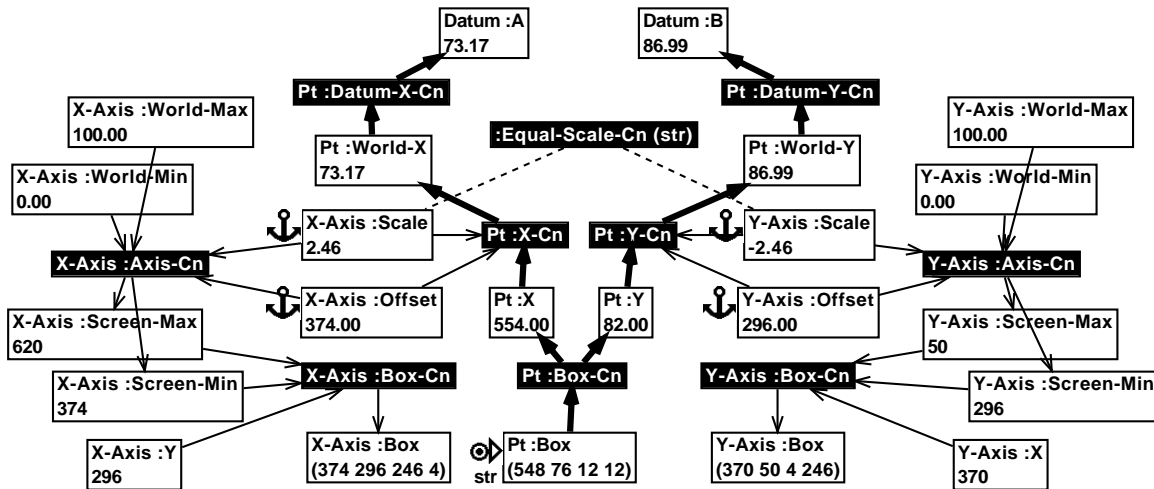 Datum :A
73.17
Datum :B
86.99
Pt :Datum-X-Cn
Pt :Datum-Y-Cn
X-Axis :World-Max
100.00
:Equal-Scale-Cn (str)
Y-Axis :World-Max
100.00
Pt :World-X
73.17
Pt :World-Y
86.99
X-Axis :World-Min
0.00
Y-Axis :World-Min
0.00
X-Axis :Scale
2.46
Pt :X-Cn
Pt :Y-Cn
Y-Axis :Scale
-2.46
X-Axis :Axis-Cn
Y-Axis :Axis-Cn
X-Axis :Offset
374.00
Pt :X
554.00
Pt :Y
82.00
Y-Axis :Offset
296.00
X-Axis :Screen-Max
620
Y-Axis :Screen-Max
50
X-Axis :Screen-Min
374
X-Axis :Box-Cn
Pt :Box-Cn
Y-Axis :Box-Cn
Y-Axis :Screen-Min
296
X-Axis :Y
296
X-Axis :Box
(374 296 246 4)
str
Pt :Box
(548 76 12 12)
Y-Axis :Box
(370 50 4 246)
Y-Axis :X
370